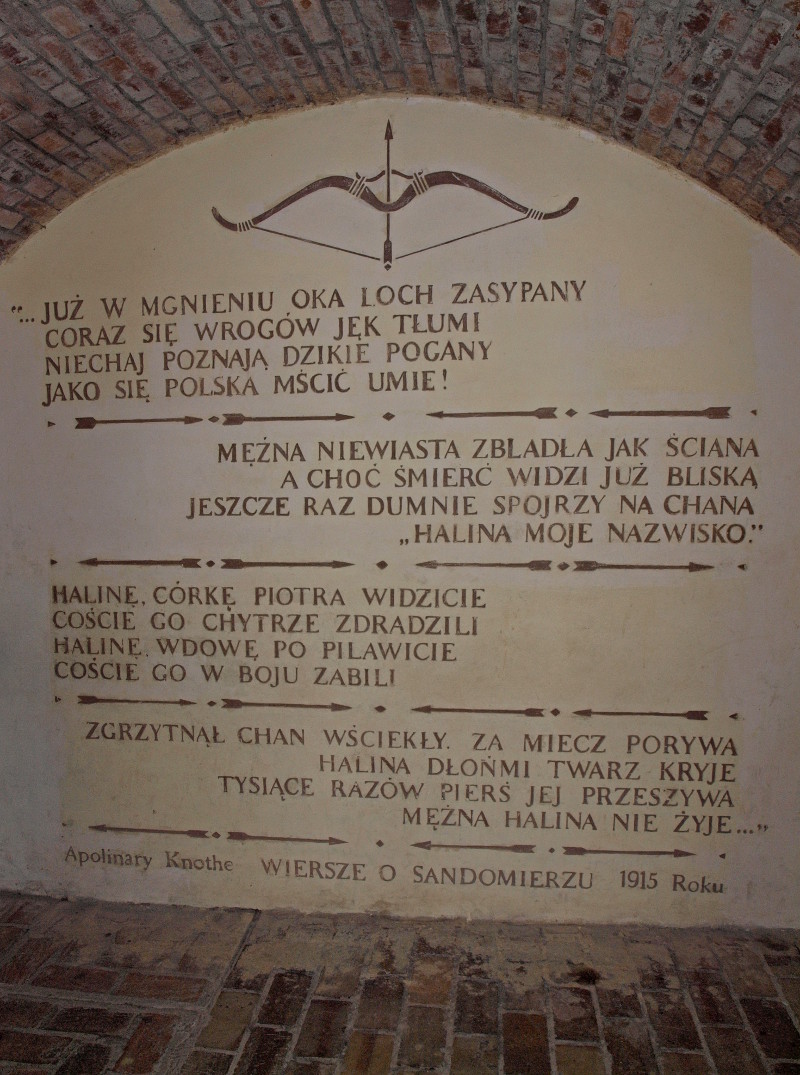 "...JUŻ W MGNIENIU OKA LOCH ZASYPANY
CORAZ SIĘ WROGÓW JĘK TŁUMI
NIECHAJ POZNAJĄ DZIKIE POGANY
JAKO SIĘ POLSKA MŚCIĆ UMIE!
MĘŻNA NIEWIASTA ZBLADŁA JAK ŚCIANA
A CHOĆ ŚMIERĆ WIDZI JUŻ BLISKĄ
JESZCZE RAZ DUMNIE SPOJRZY NA CHANA
„HALINA MOJE NAZWISKO."
HALINĘ, CÓRKĘ PIOTRA WIDZICIE
COŚCIE GO CHYTRZE ZDRADZILI
HALINĘ, WDOWĘ PO PILAWICIE
COŚCIE GO W BOJU ZABILI
ZGRZYTNĄŁ CHAN WŚCIEKŁY. ZA MIECZ PORYWA
HALINA DŁOŃMI TWARZ KRYJE
TYSIĄCE RAZÓW PIERŚ JEJ PRZESZYWA
MĘŻNA HALINA NIE ŻYJE..."
Apolinary Knothe WIERSZE O SANDOMIERZU 1915 Roku